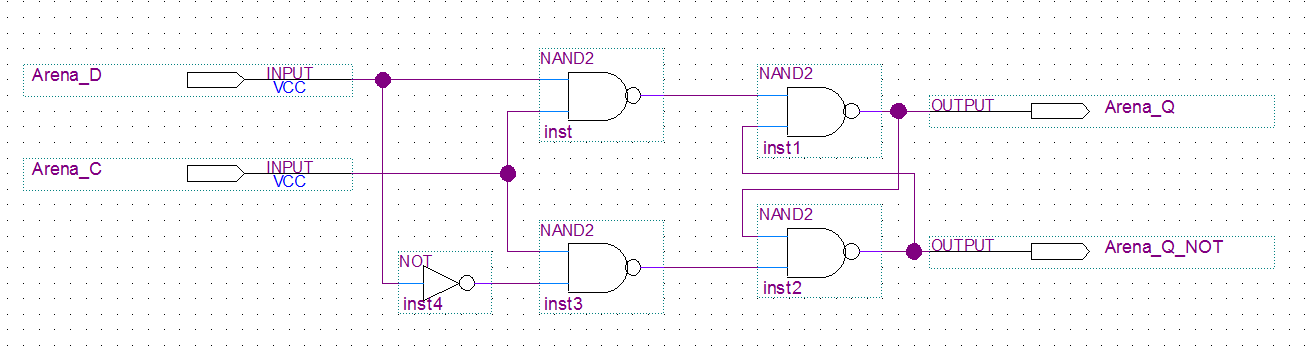 Arena_D
INPUT
VCC
NAND2
inst
NAND2
inst1
OUTPUT
Arena_Q
Arena_C
INPUT
VCC
NOT
inst4
NAND2
inst3
NAND2
inst2
OUTPUT
Arena_Q_NOT